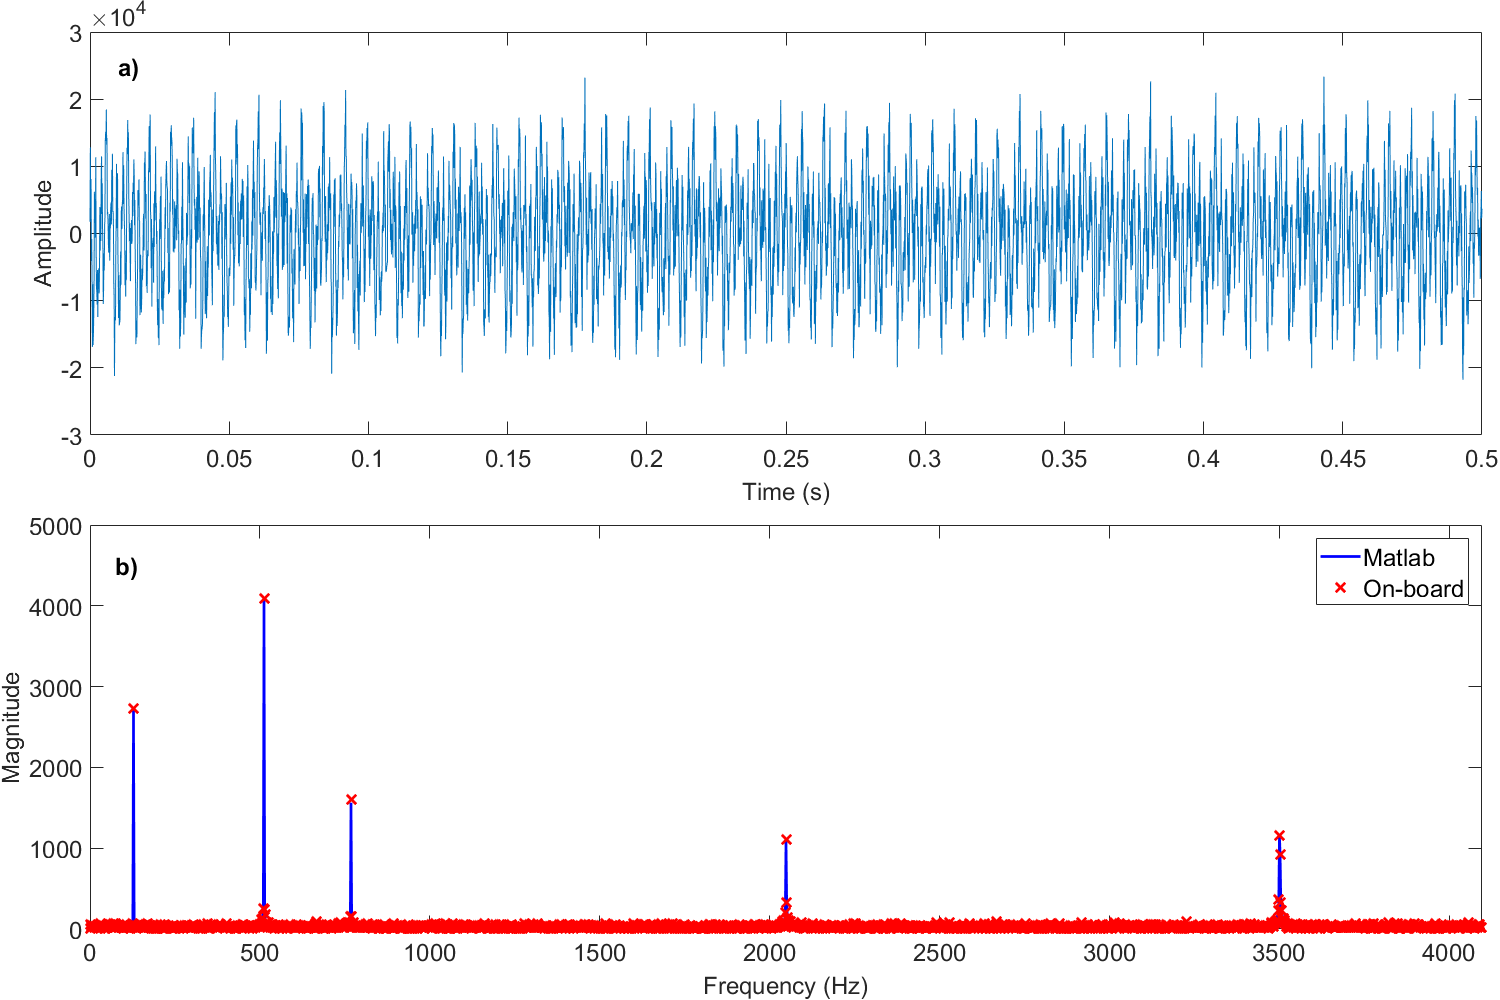 ×10⁴
3
a)
2
1
0
-1
-2
-3
Amplitude
0 0.05 0.1 0.15 0.2 0.25 0.3 0.35 0.4 0.45 0.5
Time (s)
5000
b)
Matlab
On-board
4000
3000
2000
1000
0
Magnitude
0 500 1000 1500 2000 2500 3000 3500 4000
Frequency (Hz)